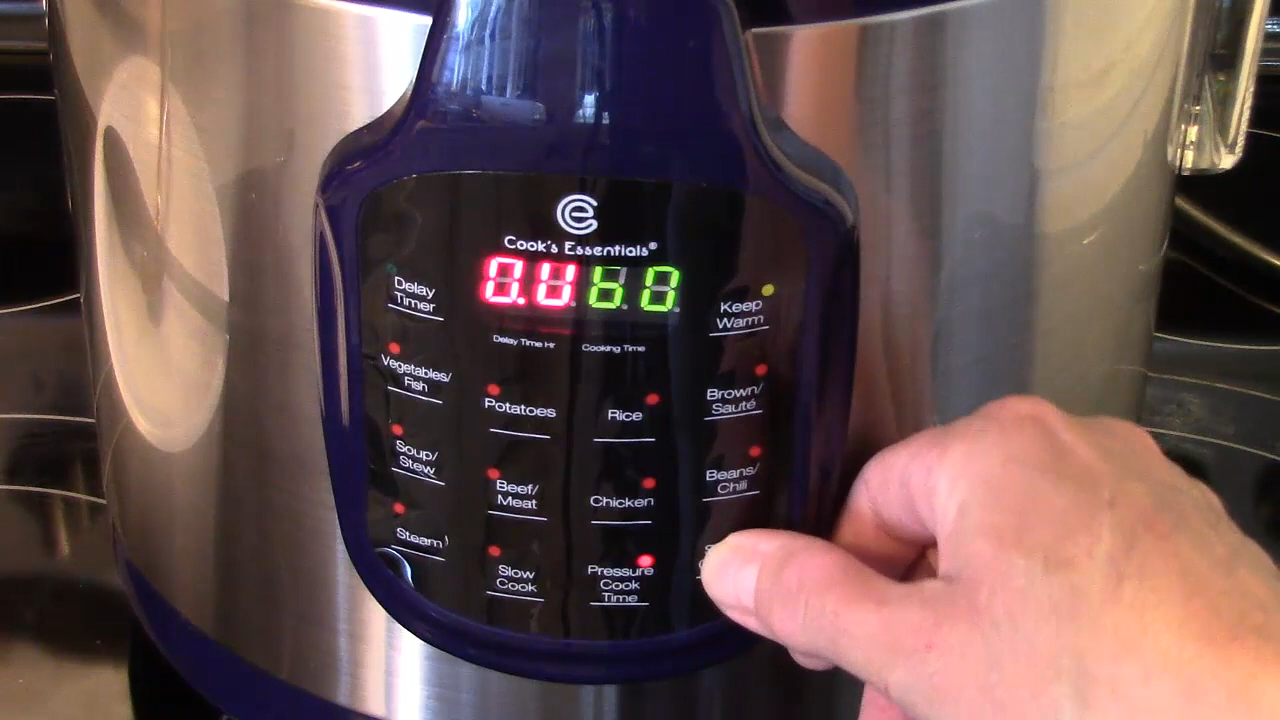 Cook's Essentials®
0.0 60
Delay Time Hr
Cooking Time
Delay
Timer
Keep
Warm
Vegetables/
Fish
Potatoes
Rice
Brown/
Sauté
Soup/
Stew
Beef/
Meat
Chicken
Beans/
Chili
Steam
Slow
Cook
Pressure
Cook
Time